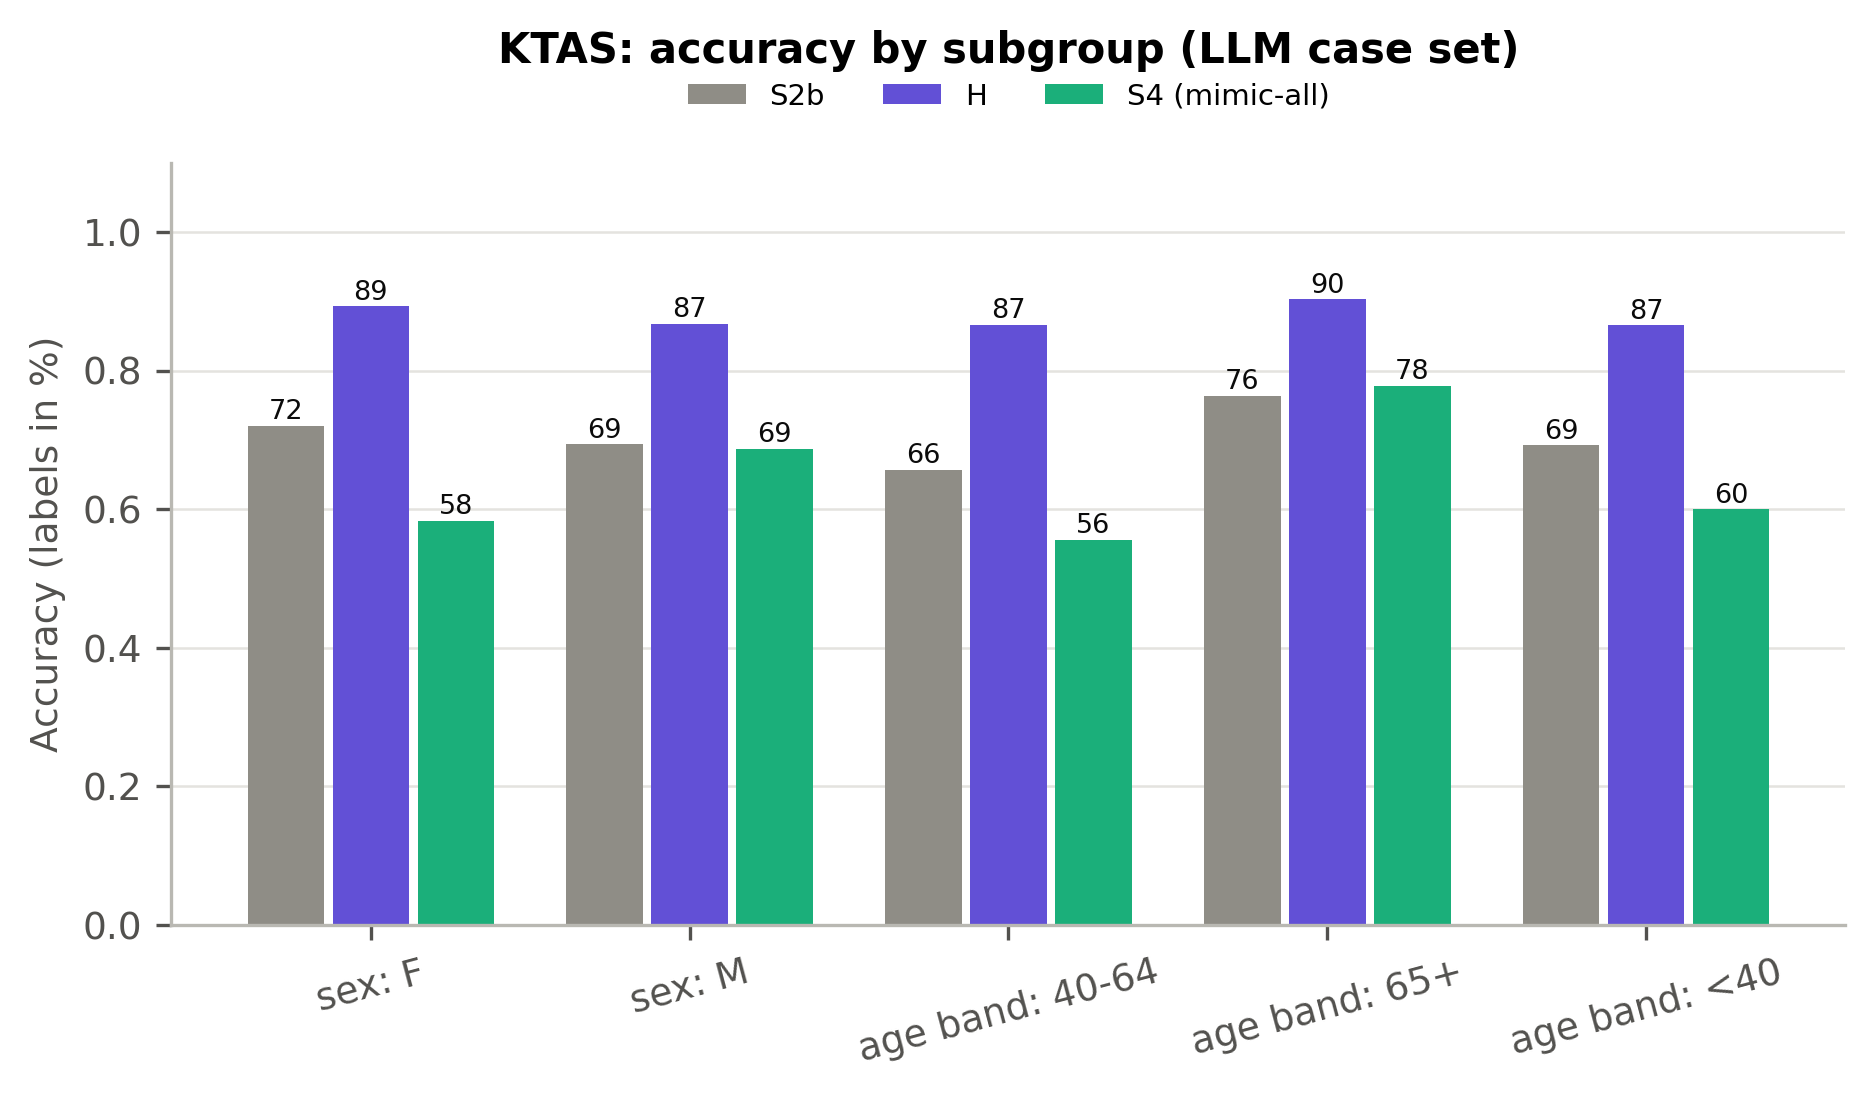 KTAS: accuracy by subgroup (LLM case set)
S2b H S4 (mimic-all)
Accuracy (labels in %)
1.0
0.8
0.6
0.4
0.2
0.0
72 89 58
69 87 69
66 87 56
76 90 78
69 87 60
sex: F
sex: M
age band: 40-64
age band: 65+
age band: <40